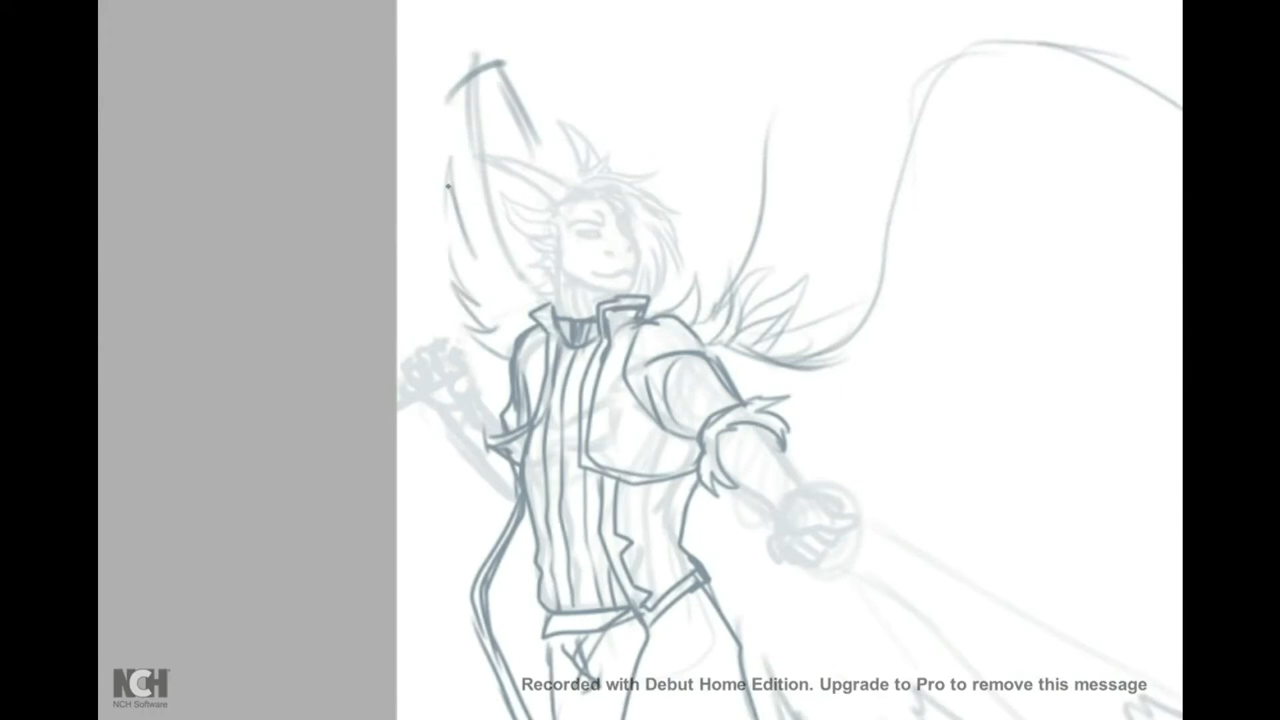 NCH
NCH Software
Recorded with Debut Home Edition. Upgrade to Pro to remove this message